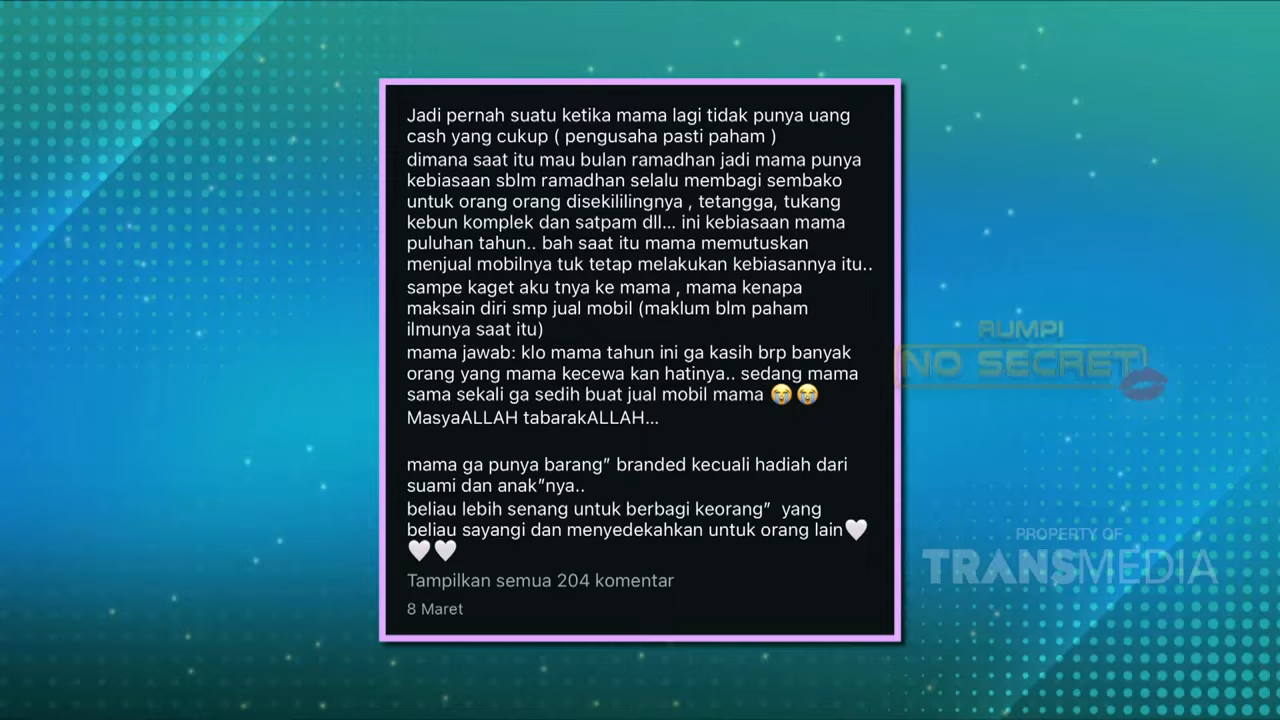 Jadi pernah suatu ketika mama lagi tidak punya uang
cash yang cukup ( pengusaha pasti paham )
dimana saat itu mau bulan ramadhan jadi mama punya
kebiasaan sblm ramadhan selalu membagi sembako
untuk orang orang disekililingnya , tetangga, tukang
kebun komplek dan satpam dll... ini kebiasaan mama
puluhan tahun.. bah saat itu mama memutuskan
menjual mobilnya tuk tetap melakukan kebiasannya itu..
sampe kaget aku tnya ke mama , mama kenapa
maksain diri smp jual mobil (maklum blm paham
ilmunya saat itu)
mama jawab: klo mama tahun ini ga kasih brp banyak
orang yang mama kecewa kan hatinya.. sedang mama
sama sekali ga sedih buat jual mobil mama 😭😭
MasyaALLAH tabarakALLAH...
mama ga punya barang” branded kecuali hadiah dari
suami dan anak”nya..
beliau lebih senang untuk berbagi keorang” yang
beliau sayangi dan menyedekahkan untuk orang lain🤍
🤍🤍
Tampilkan semua 204 komentar
8 Maret
RUMPI
NO SECRET
PROPERTY OF
TRANSMEDIA